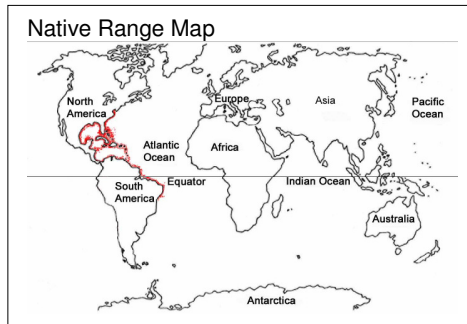 Native Range Map
North
America
Europe
Asia
Pacific
Ocean
Atlantic
Ocean
Africa
South
America
Equator
Indian Ocean
Australia
Antarctica